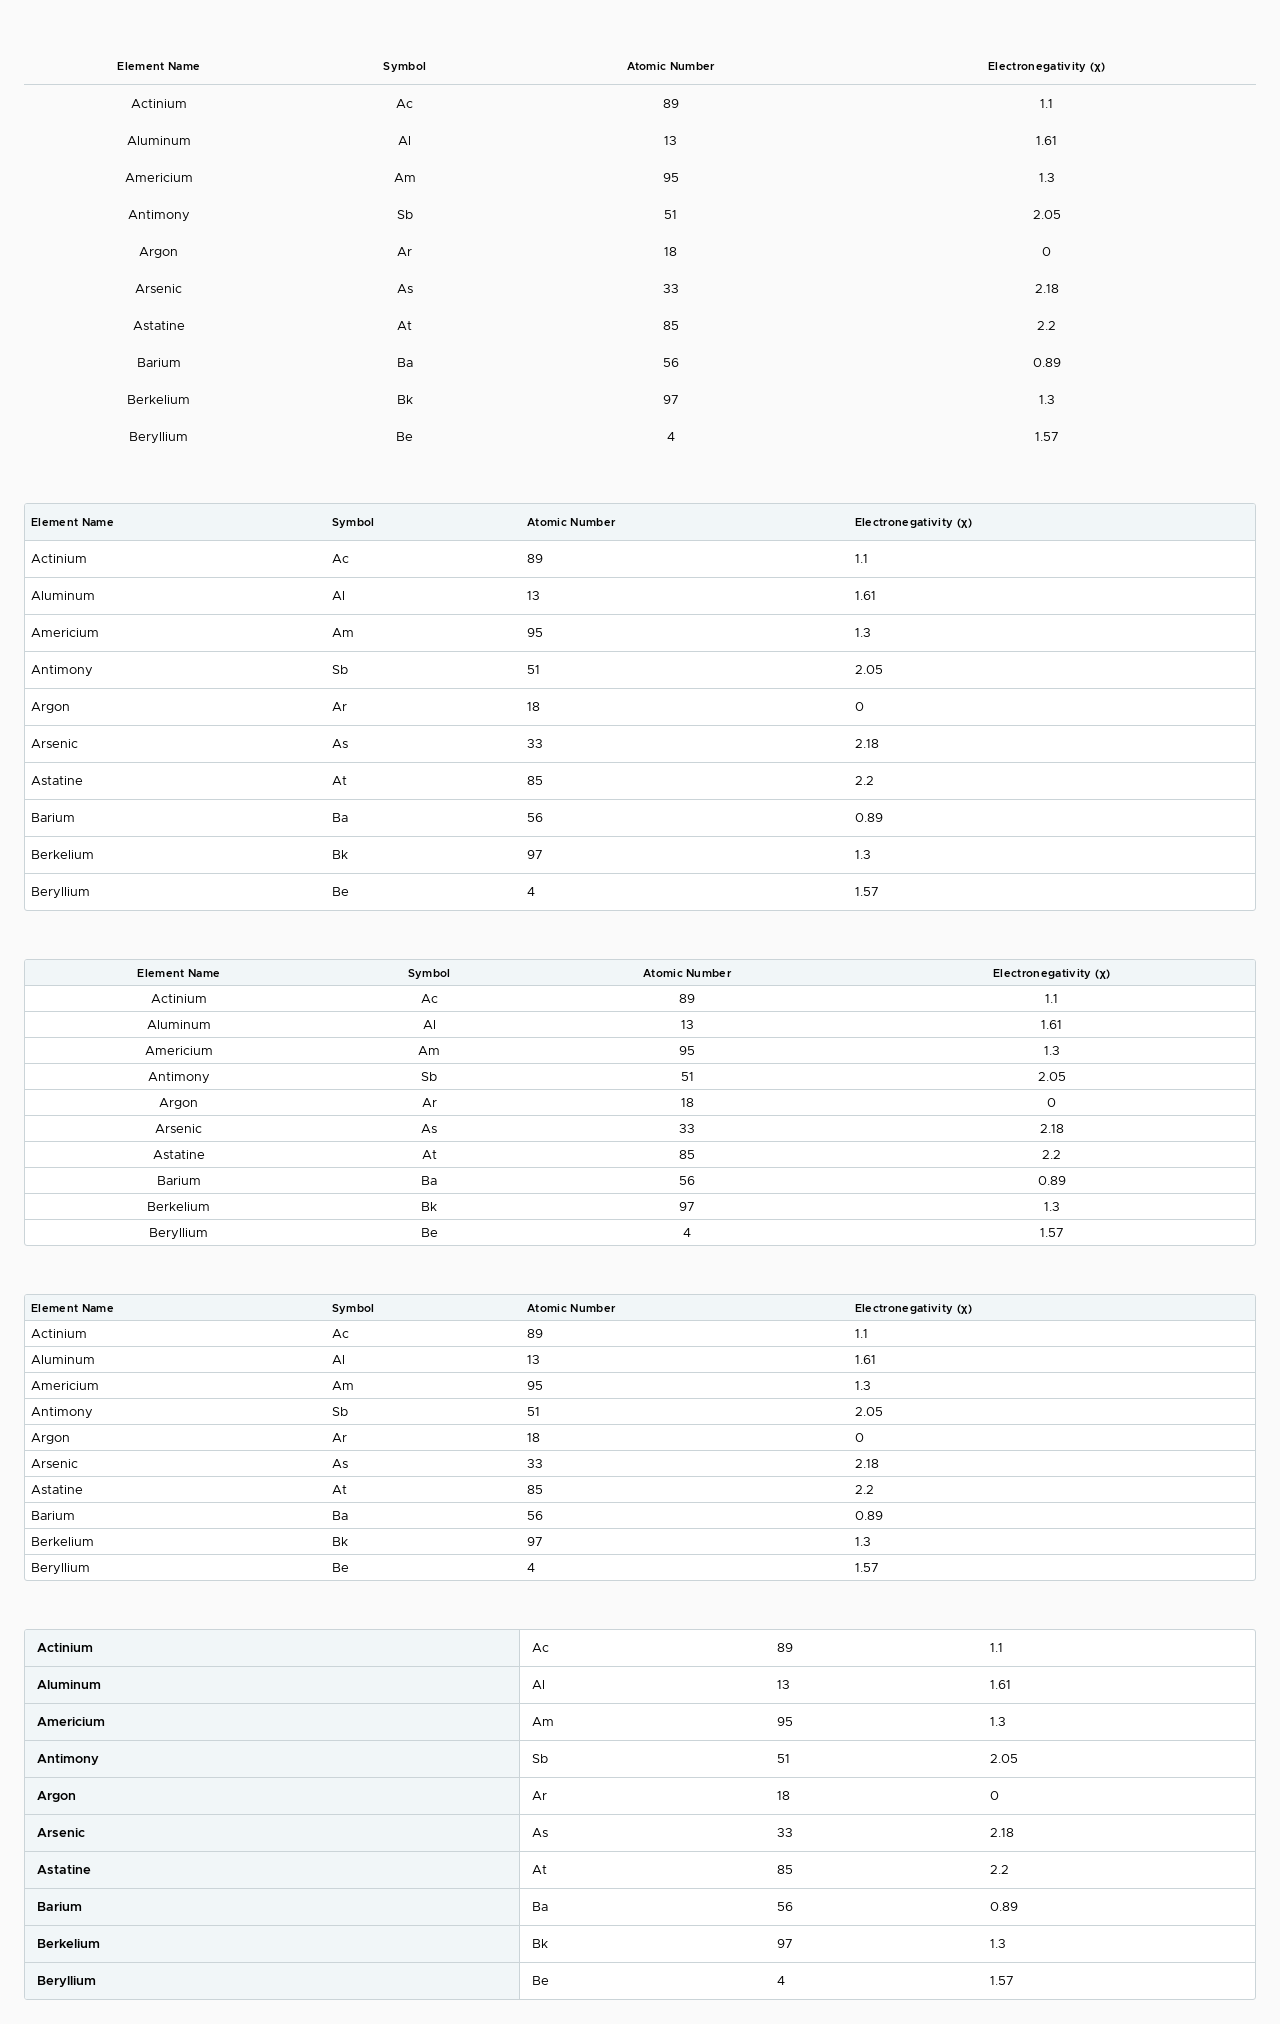 Element Name Symbol Atomic Number Electronegativity (χ)
Actinium Ac 89 1.1
Aluminum Al 13 1.61
Americium Am 95 1.3
Antimony Sb 51 2.05
Argon Ar 18 0
Arsenic As 33 2.18
Astatine At 85 2.2
Barium Ba 56 0.89
Berkelium Bk 97 1.3
Beryllium Be 4 1.57
Element Name Symbol Atomic Number Electronegativity (χ)
Actinium Ac 89 1.1
Aluminum Al 13 1.61
Americium Am 95 1.3
Antimony Sb 51 2.05
Argon Ar 18 0
Arsenic As 33 2.18
Astatine At 85 2.2
Barium Ba 56 0.89
Berkelium Bk 97 1.3
Beryllium Be 4 1.57
Element Name Symbol Atomic Number Electronegativity (χ)
Actinium Ac 89 1.1
Aluminum Al 13 1.61
Americium Am 95 1.3
Antimony Sb 51 2.05
Argon Ar 18 0
Arsenic As 33 2.18
Astatine At 85 2.2
Barium Ba 56 0.89
Berkelium Bk 97 1.3
Beryllium Be 4 1.57
Element Name Symbol Atomic Number Electronegativity (χ)
Actinium Ac 89 1.1
Aluminum Al 13 1.61
Americium Am 95 1.3
Antimony Sb 51 2.05
Argon Ar 18 0
Arsenic As 33 2.18
Astatine At 85 2.2
Barium Ba 56 0.89
Berkelium Bk 97 1.3
Beryllium Be 4 1.57
Actinium Ac 89 1.1
Aluminum Al 13 1.61
Americium Am 95 1.3
Antimony Sb 51 2.05
Argon Ar 18 0
Arsenic As 33 2.18
Astatine At 85 2.2
Barium Ba 56 0.89
Berkelium Bk 97 1.3
Beryllium Be 4 1.57